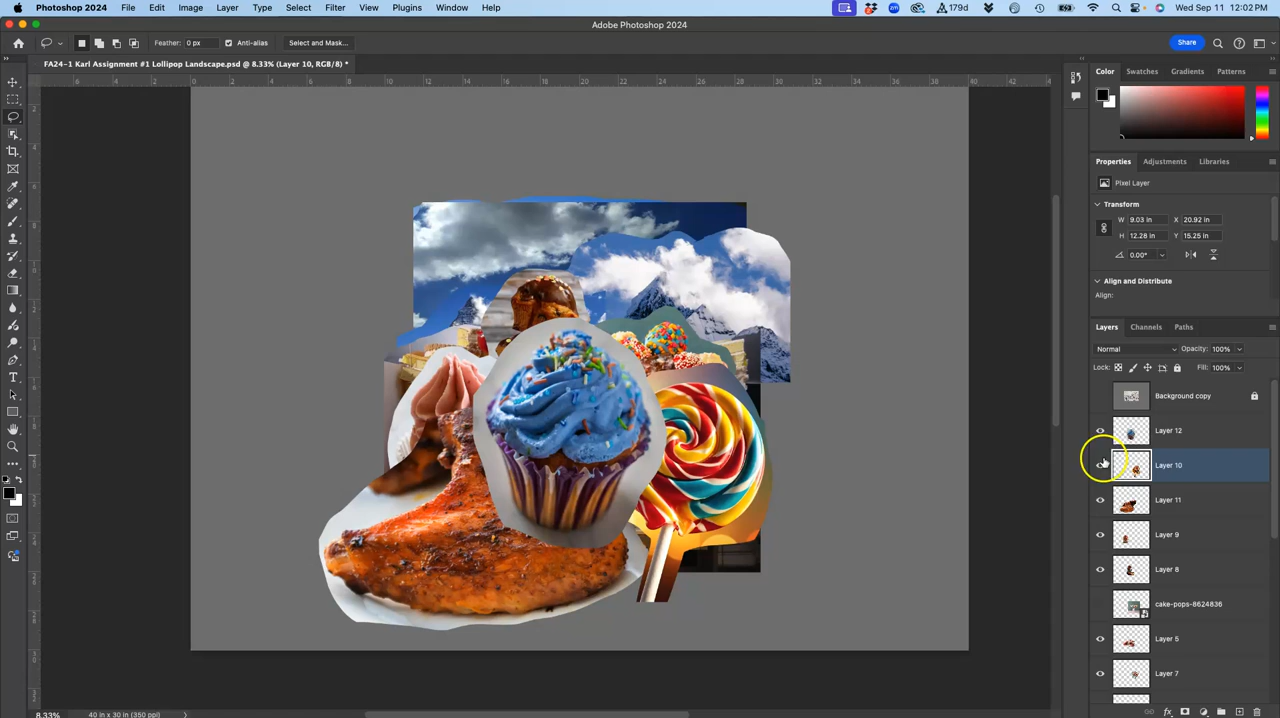 Photoshop 2024 File Edit Image Layer Type Select Filter View Plugins Window Help 179d Wed Sep 11 12:02PM
Adobe Photoshop 2024
Feather: 0 px Anti-alias Select and Mask... Share
FA24-1 Karl Assignment #1 Lollipop Landscape.psd @ 8.33% (Layer 10, RGB/8) *
Color Swatches Gradients Patterns
Properties Adjustments Libraries
Pixel Layer
Transform
W 9.03 in X 20.92 in
H 12.28 in Y 15.25 in
0.00°
Align and Distribute
Align:
Layers Channels Paths
Normal Opacity: 100%
Lock: Fill: 100%
Background copy
Layer 12
Layer 10
Layer 11
Layer 9
Layer 8
cake-pops-8624836
Layer 5
Layer 7
8.33% 40 in x 30 in (350 ppi)